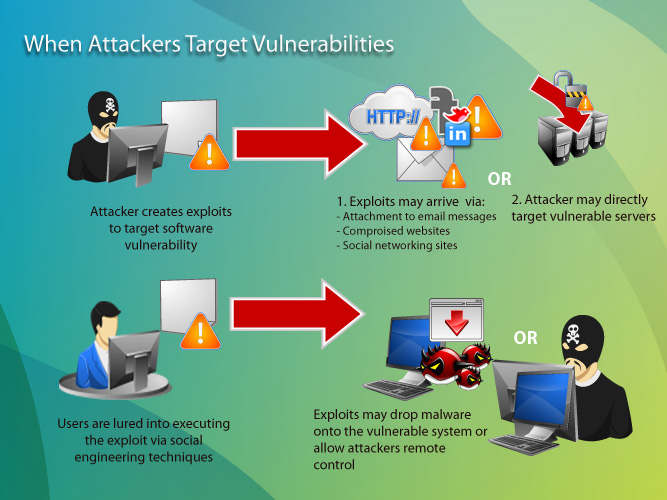 When Attackers Target Vulnerabilities
HTTP://
in
OR
Attacker creates exploits
to target software
vulnerability
1. Exploits may arrive via:
- Attachment to email messages
- Comproised websites
- Social networking sites
2. Attacker may directly
target vulnerable servers
OR
Users are lured into executing
the exploit via social
engineering techniques
Exploits may drop malware
onto the vulnerable system or
allow attackers remote
control